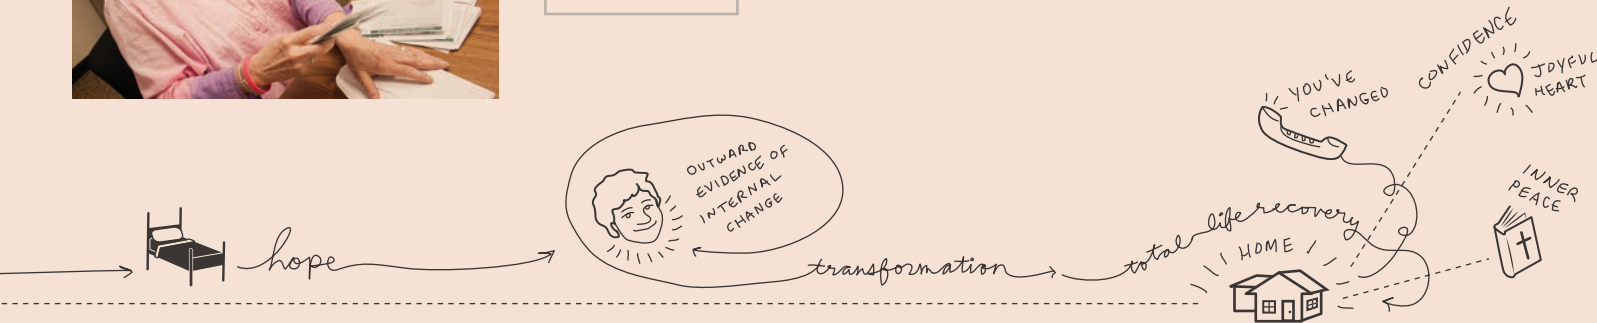 hope
OUTWARD
EVIDENCE OF
INTERNAL
CHANGE
transformation
total life recovery
HOME
YOU'VE
CHANGED
CONFIDENCE
JOYFUL
HEART
INNER
PEACE